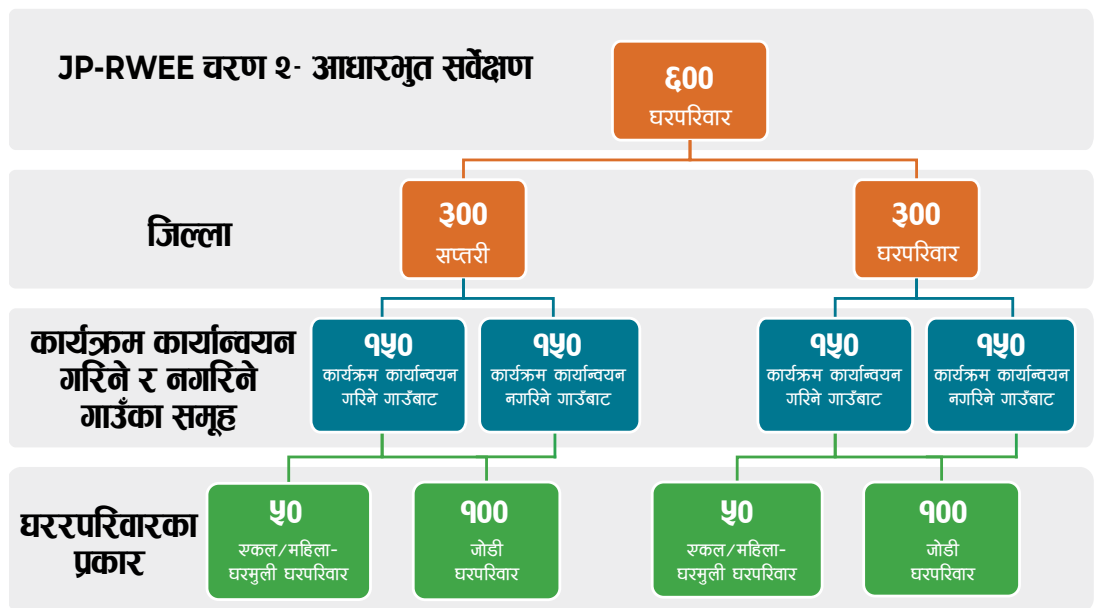 JP-RWEE चरण २- आधारभुत सर्वेक्षण
६००
घरपरिवार
जिल्ला
३००
सप्तरी
३००
घरपरिवार
कार्यक्रम कार्यान्वयन
गरिने र नगरिने
गाउँका समूह
१५०
कार्यक्रम कार्यान्वयन
गरिने गाउँबाट
१५०
कार्यक्रम कार्यान्वयन
नगरिने गाउँबाट
१५०
कार्यक्रम कार्यान्वयन
गरिने गाउँबाट
१५०
कार्यक्रम कार्यान्वयन
नगरिने गाउँबाट
घररपरिवारका
प्रकार
५०
एकल/महिला-
घरमुली घरपरिवार
१००
जोडी
घरपरिवार
५०
एकल/महिला-
घरमुली घरपरिवार
१००
जोडी
घरपरिवार